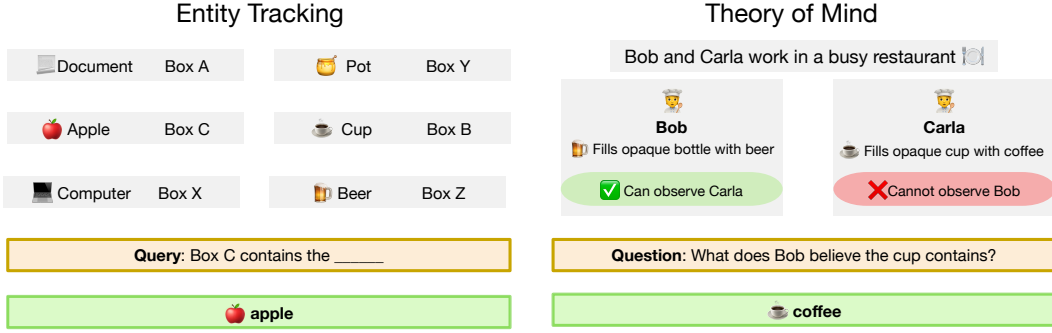 Entity Tracking
Document Box A
Pot Box Y
Apple Box C
Cup Box B
Computer Box X
Beer Box Z
Query: Box C contains the ______
apple
Theory of Mind
Bob and Carla work in a busy restaurant
Bob
Fills opaque bottle with beer
Can observe Carla
Carla
Fills opaque cup with coffee
Cannot observe Bob
Question: What does Bob believe the cup contains?
coffee